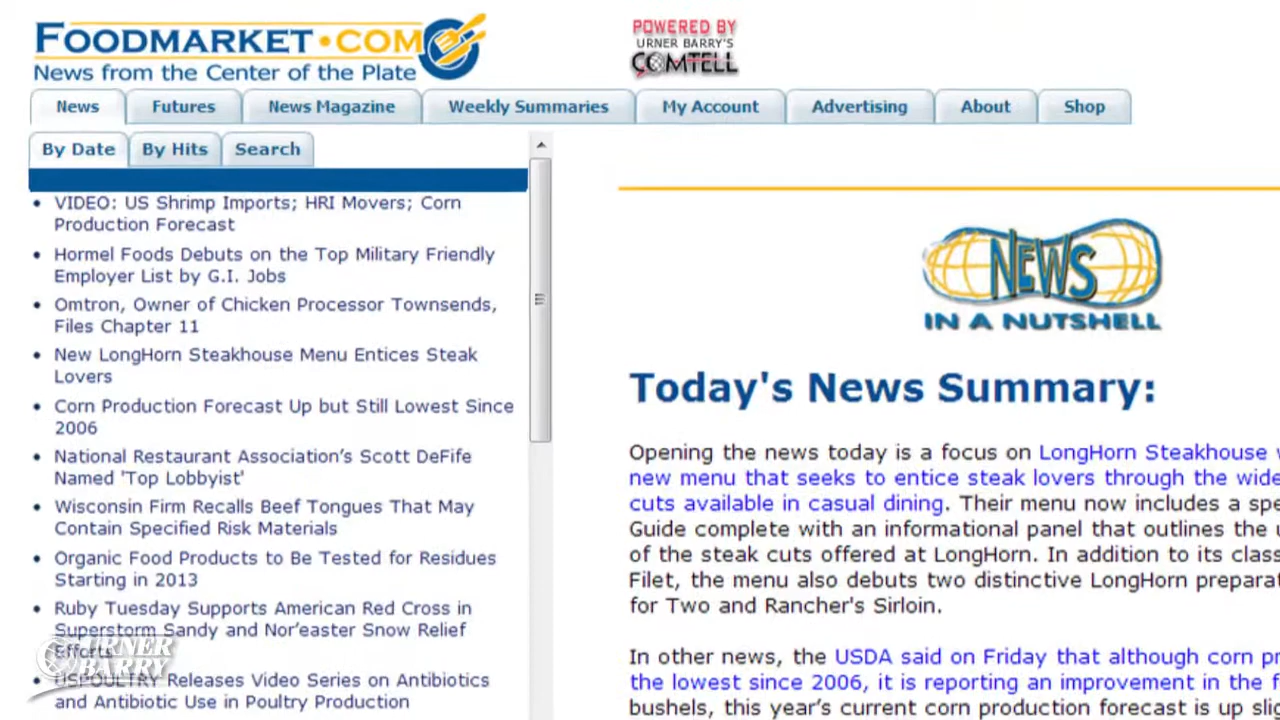 FOODMARKET•COM
News from the Center of the Plate
POWERED BY
URNER BARRY'S
COMTELL
News Futures News Magazine Weekly Summaries My Account Advertising About Shop
By Date By Hits Search
• VIDEO: US Shrimp Imports; HRI Movers; Corn
Production Forecast
• Hormel Foods Debuts on the Top Military Friendly
Employer List by G.I. Jobs
• Omtron, Owner of Chicken Processor Townsends,
Files Chapter 11
• New LongHorn Steakhouse Menu Entices Steak
Lovers
• Corn Production Forecast Up but Still Lowest Since
2006
• National Restaurant Association's Scott DeFife
Named 'Top Lobbyist'
• Wisconsin Firm Recalls Beef Tongues That May
Contain Specified Risk Materials
• Organic Food Products to Be Tested for Residues
Starting in 2013
• Ruby Tuesday Supports American Red Cross in
Superstorm Sandy and Nor'easter Snow Relief
Efforts
• USPOULTRY Releases Video Series on Antibiotics
and Antibiotic Use in Poultry Production
URNER
BARRY
NEWS
IN A NUTSHELL
Today's News Summary:
Opening the news today is a focus on LongHorn Steakhouse
new menu that seeks to entice steak lovers through the wide
cuts available in casual dining. Their menu now includes a
Guide complete with an informational panel that outlines the
of the steak cuts offered at LongHorn. In addition to its
Filet, the menu also debuts two distinctive LongHorn
for Two and Rancher's Sirloin.
In other news, the USDA said on Friday that although corn
the lowest since 2006, it is reporting an improvement in the
bushels, this year's current corn production forecast is up